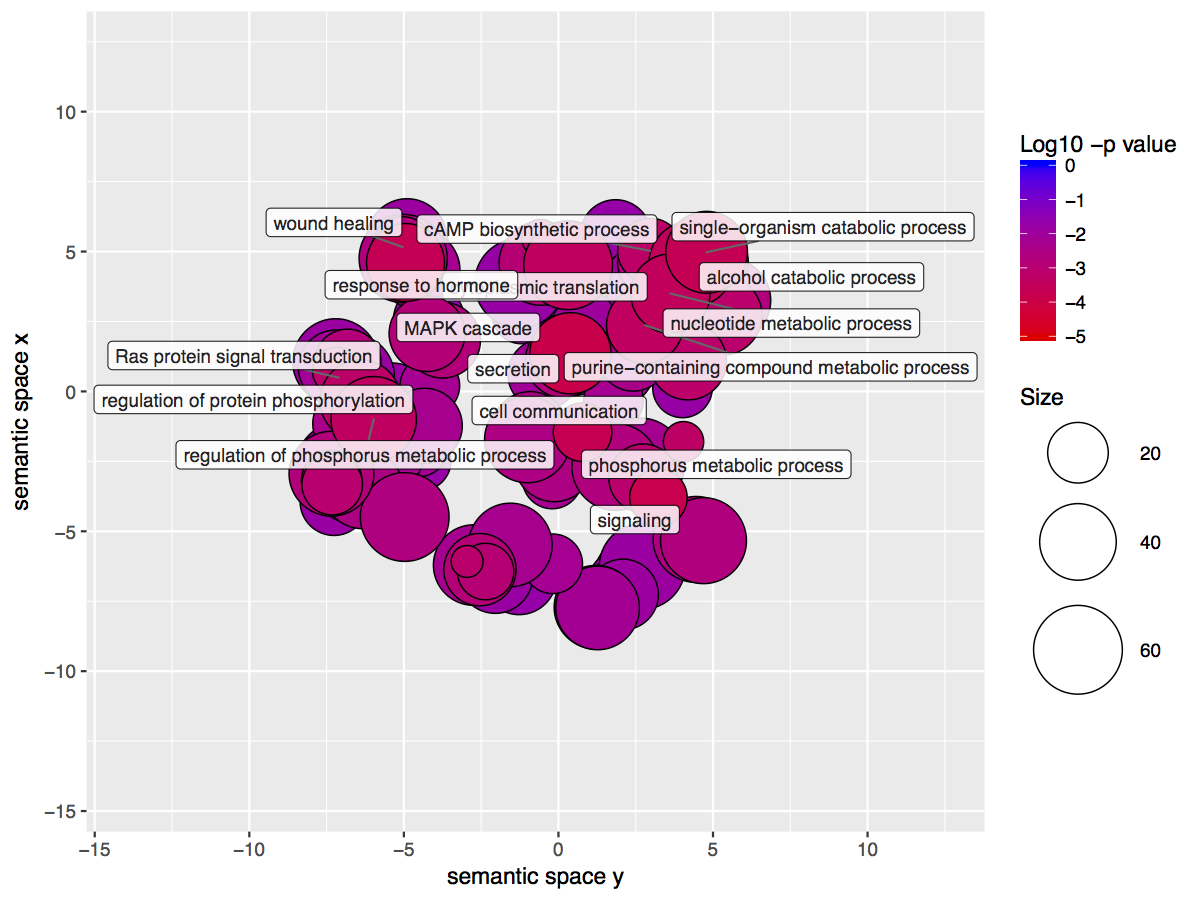 wound healing
cAMP biosynthetic process
single−organism catabolic process
alcohol catabolic process
response to hormone
mic translation
nucleotide metabolic process
MAPK cascade
Ras protein signal transduction
secretion
purine−containing compound metabolic process
regulation of protein phosphorylation
cell communication
regulation of phosphorus metabolic process
phosphorus metabolic process
signaling
semantic space x
10
5
0
−5
−10
−15
−15
−10
−5
0
5
10
semantic space y
Log10 −p value
0
−1
−2
−3
−4
−5
Size
20
40
60